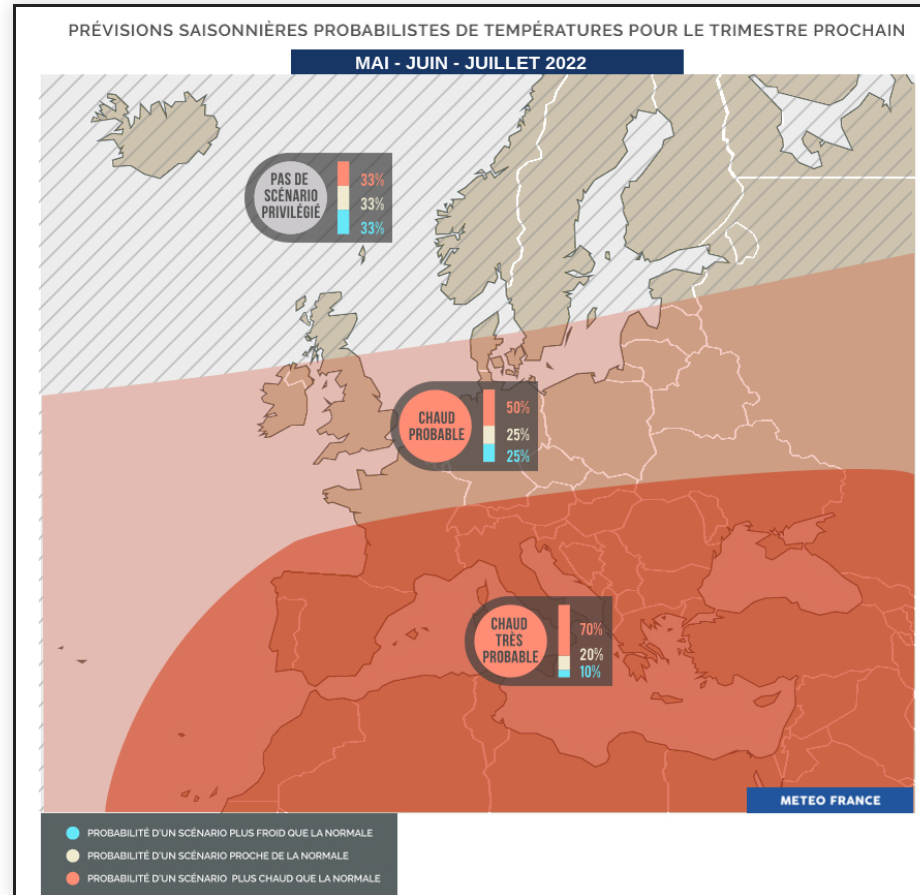 PRÉVISIONS SAISONNIÈRES PROBABILISTES DE TEMPÉRATURES POUR LE TRIMESTRE PROCHAIN
MAI - JUIN - JUILLET 2022
PAS DE
SCÉNARIO
PRIVILÉGIÉ
33%
33%
33%
CHAUD
PROBABLE
50%
25%
25%
CHAUD
TRÈS
PROBABLE
70%
20%
10%
METEO FRANCE
PROBABILITÉ D'UN SCÉNARIO PLUS FROID QUE LA NORMALE
PROBABILITÉ D'UN SCÉNARIO PROCHE DE LA NORMALE
PROBABILITÉ D'UN SCÉNARIO PLUS CHAUD QUE LA NORMALE